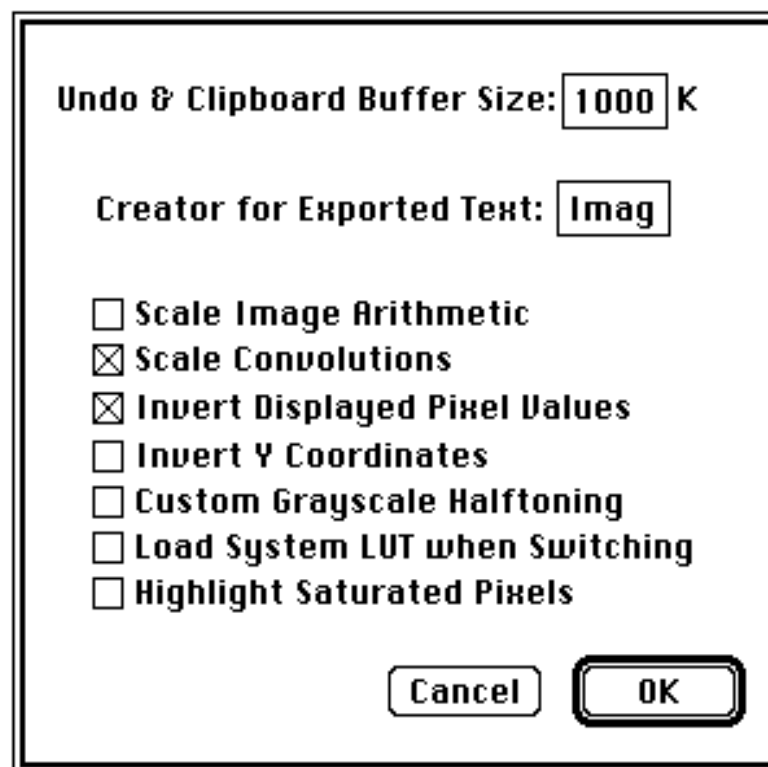 Undo & Clipboard Buffer Size: 1000 K
Creator for Exported Text: Imag
Scale Image Arithmetic
Scale Convolutions
Invert Displayed Pixel Values
Invert Y Coordinates
Custom Grayscale Halftoning
Load System LUT when Switching
Highlight Saturated Pixels
Cancel OK